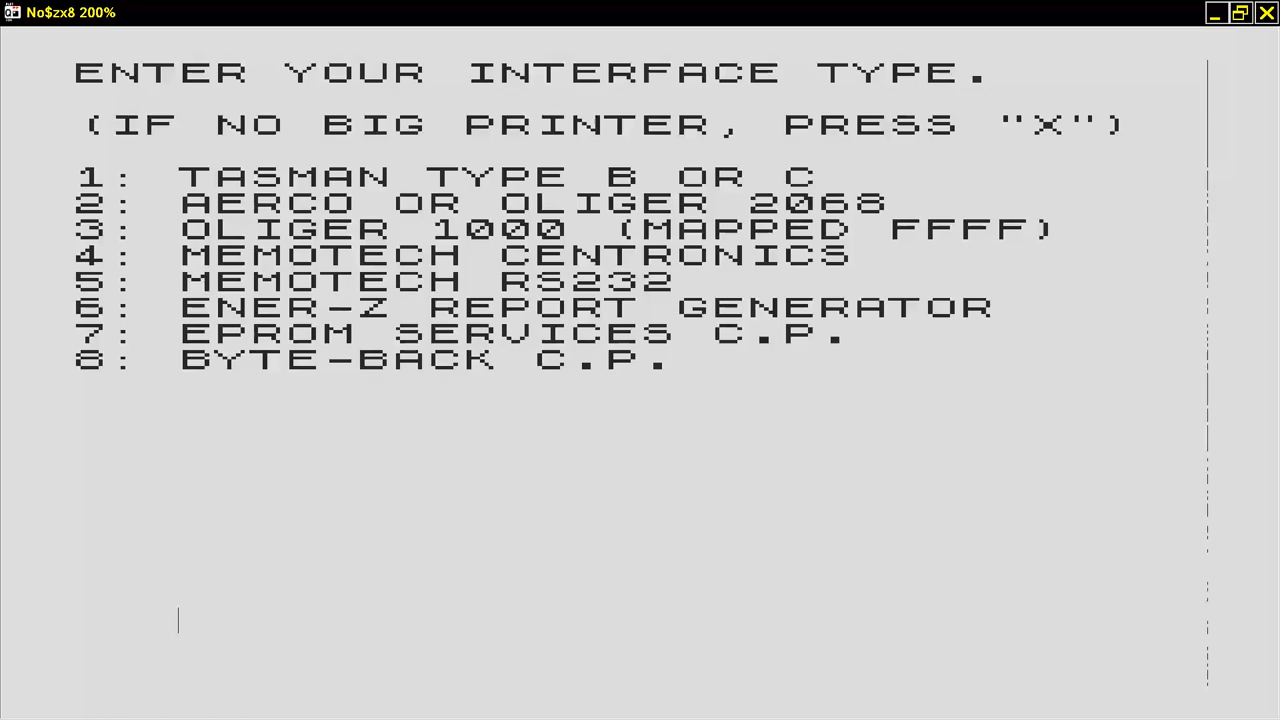 No$zx8 200%
ENTER YOUR INTERFACE TYPE.
(IF NO BIG PRINTER, PRESS "X")
1: TASMAN TYPE B OR C
2: AERCO OR OLIGER 2068
3: OLIGER 1000 (MAPPED FFFF)
4: MEMOTECH CENTRONICS
5: MEMOTECH RS232
6: ENER-Z REPORT GENERATOR
7: EPROM SERVICES C.P.
8: BYTE-BACK C.P.